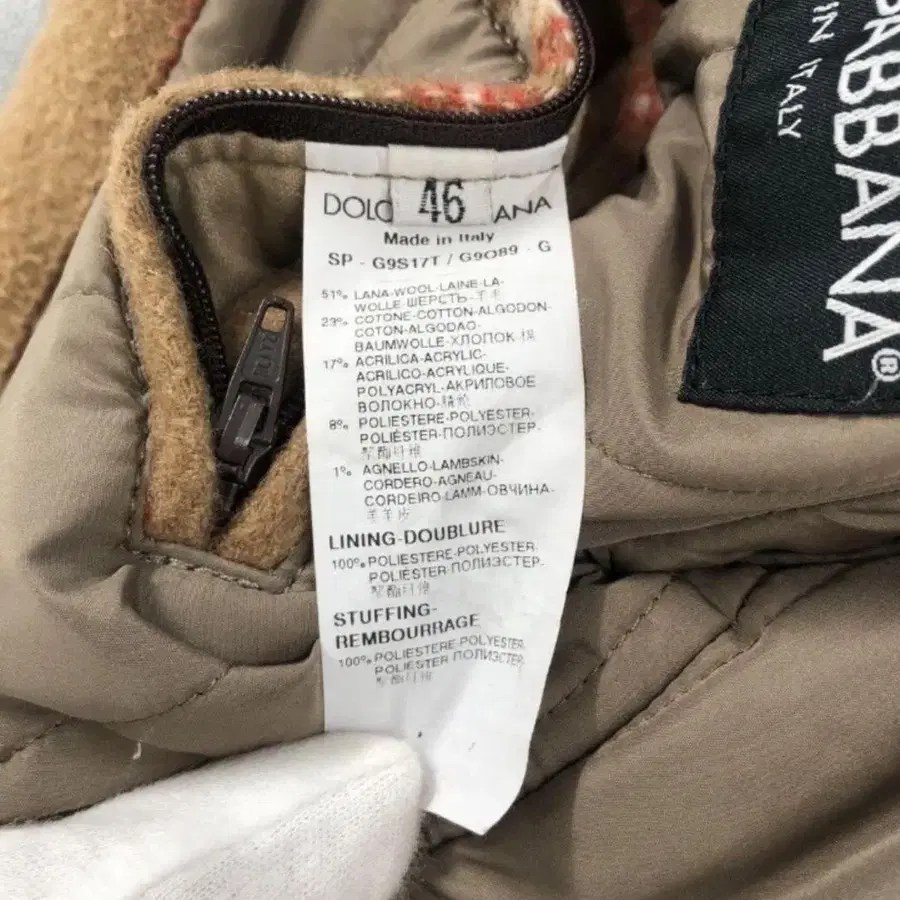 DOLC 46 ANA
Made in Italy
SP - G9S17T / G9O89 - G
51% LANA-WOOL-LAINE-LA-
WOLLE-ШЕРСТЬ-羊毛
23% COTONE-COTTON-ALGODON-
COTON-ALGODAO-
BAUMWOLLE-ХЛОПОК 棉
17% ACRILICA-ACRYLIC-
ACRILICO-ACRYLIQUE-
POLYACRYL-АКРИЛОВОЕ
ВОЛОКНО-腈纶
8% POLIESTERE-POLYESTER-
POLIÉSTER-ПОЛИЭСТЕР-
聚酯纤维
1% AGNELLO-LAMBSKIN-
CORDERO-AGNEAU-
CORDEIRO-LAMM-ОВЧИНА-
羊羔皮
LINING-DOUBLURE
100% POLIESTERE-POLYESTER-
POLIÉSTER-ПОЛИЭСТЕР-
聚酯纤维
STUFFING-
REMBOURRAGE
100% POLIESTERE-POLYESTER-
POLIÉSTER ПОЛИЭСТЕР-
聚酯纤维
GABBANA®
IN ITALY